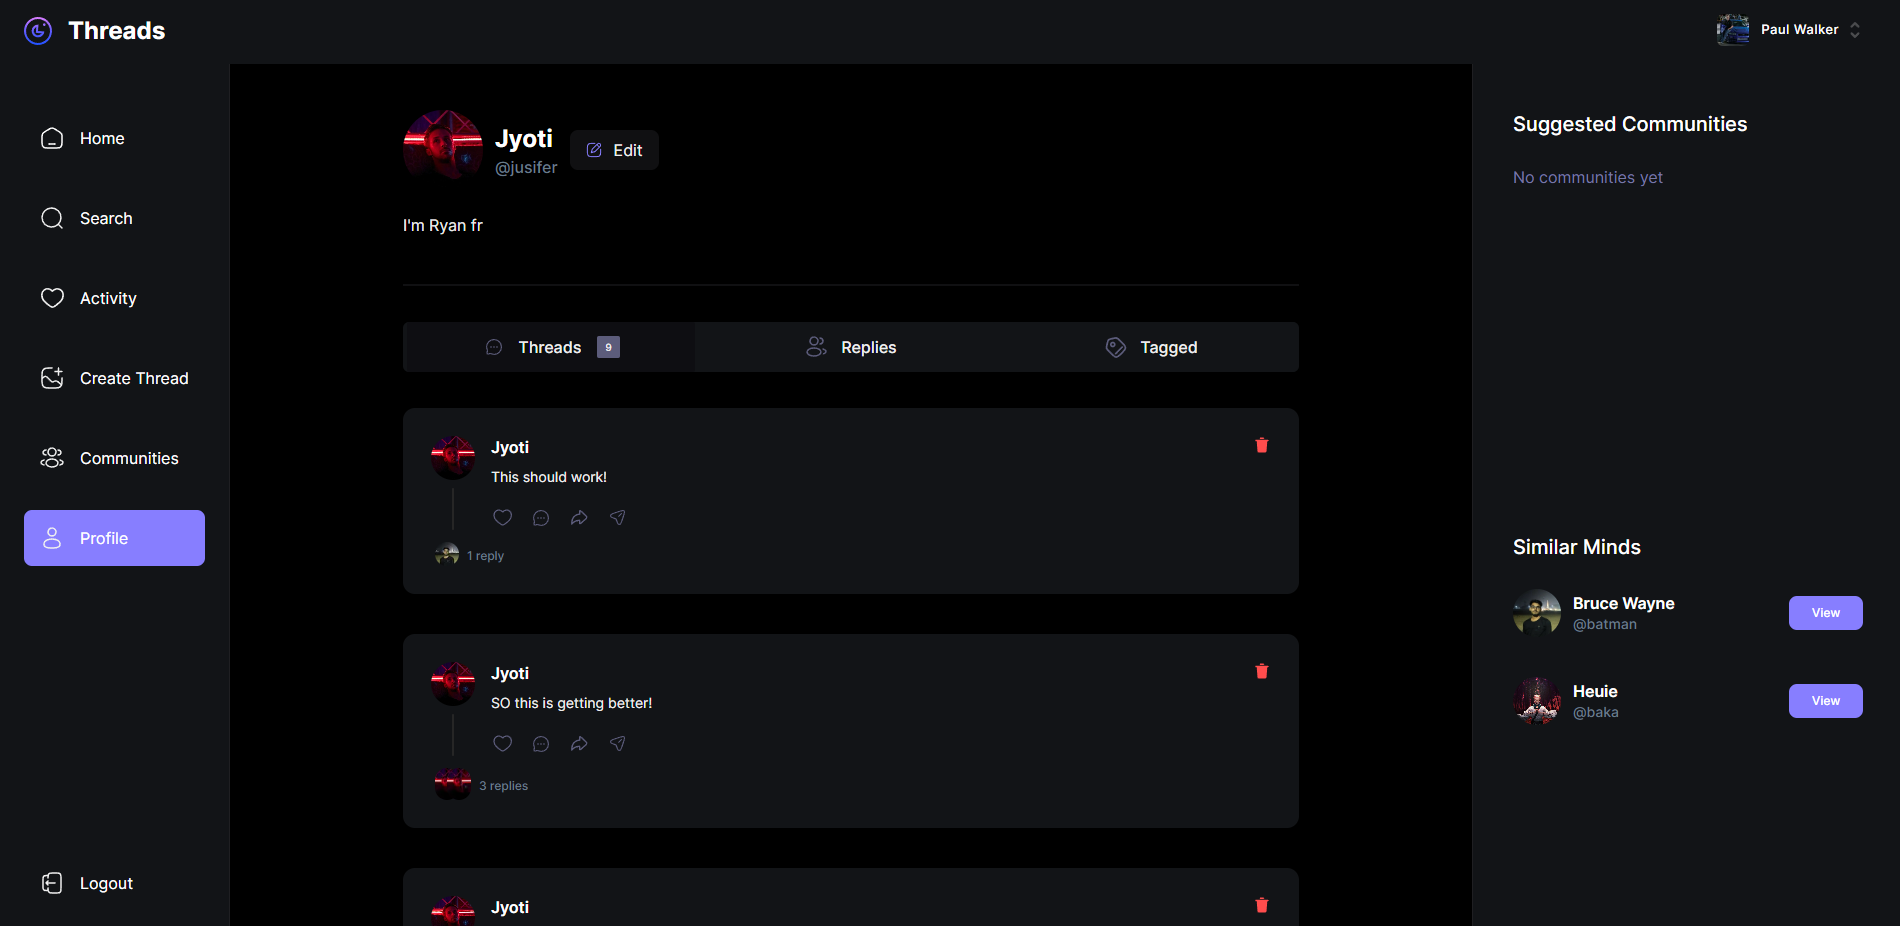 Threads
Paul Walker
Home
Search
Activity
Create Thread
Communities
Profile
Logout
Jyoti
@jusifer
Edit
I'm Ryan fr
Threads 9
Replies
Tagged
Jyoti
This should work!
1 reply
Jyoti
SO this is getting better!
3 replies
Jyoti
Suggested Communities
No communities yet
Similar Minds
Bruce Wayne
@batman
View
Heuie
@baka
View